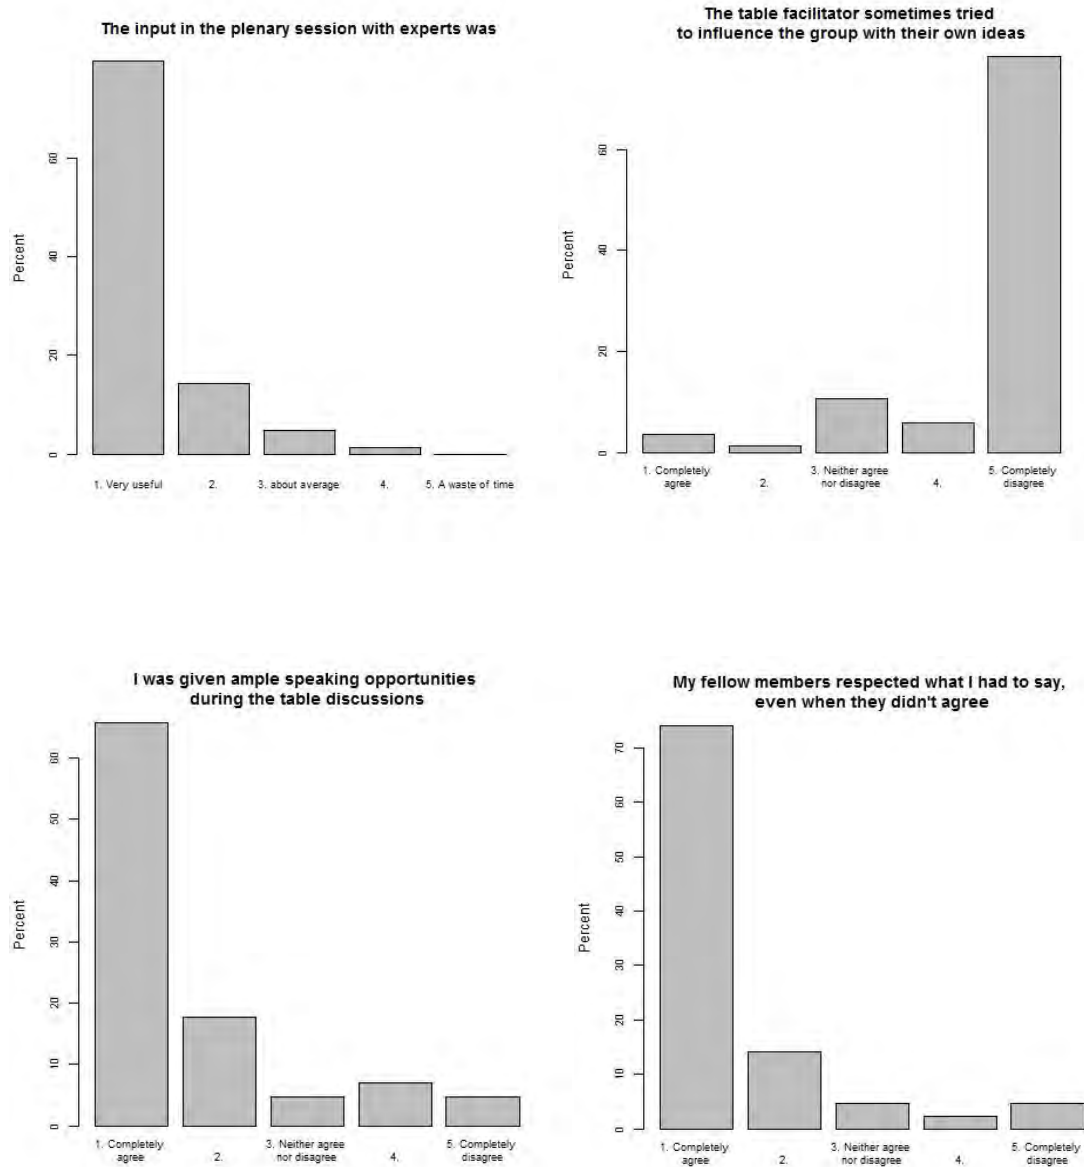 The input in the plenary session with experts was
Percent
60
40
20
0
1. Very useful
2.
3. about average
4.
5. A waste of time
The table facilitator sometimes tried
to influence the group with their own ideas
Percent
60
40
20
0
1. Completely
agree
2.
3. Neither agree
nor disagree
4.
5. Completely
disagree
I was given ample speaking opportunities
during the table discussions
Percent
60
50
40
30
20
10
0
1. Completely
agree
2.
3. Neither agree
nor disagree
4.
5. Completely
disagree
My fellow members respected what I had to say,
even when they didn't agree
Percent
70
60
50
40
30
20
10
0
1. Completely
agree
2.
3. Neither agree
nor disagree
4.
5. Completely
disagree